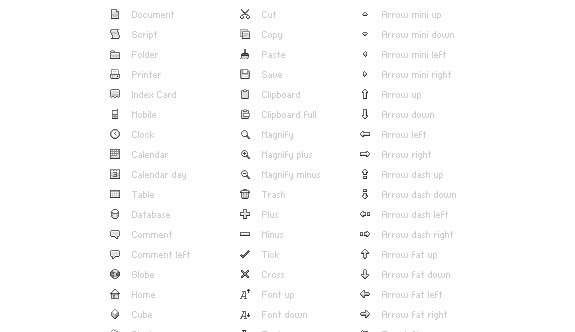 Document Cut Arrow mini up
Script Copy Arrow mini down
Folder Paste Arrow mini left
Printer Save Arrow mini right
Index Card Clipboard Arrow up
Mobile Clipboard full Arrow down
Clock Magnify Arrow left
Calendar Magnify plus Arrow right
Calendar day Magnify minus Arrow dash up
Table Trash Arrow dash down
Database Plus Arrow dash left
Comment Minus Arrow dash right
Comment left Tick Arrow fat up
Globe Cross Arrow fat down
Home Font up Arrow fat left
Cube Font down Arrow fat right